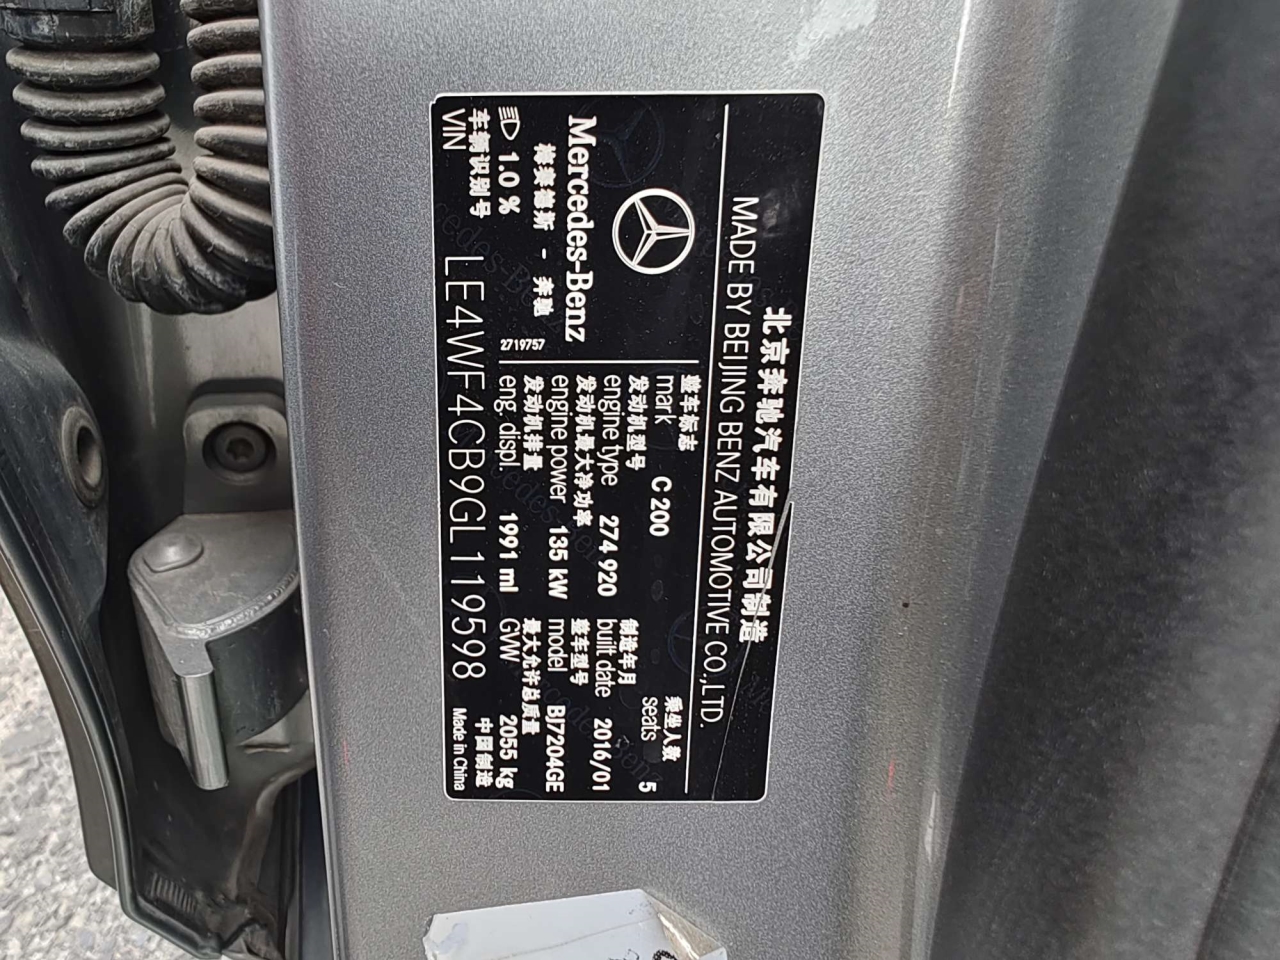 北京奔驰汽车有限公司制造
MADE BY BEIJING BENZ AUTOMOTIVE CO.,LTD.
Mercedes-Benz
梅赛德斯 - 奔驰
1.0 %
2719757
整车标志
mark C 200
乘坐人数
seats 5
发动机型号
engine type 274 920
制造年月
built date 2016/01
发动机最大净功率
engine power 135 kW
整车型号
model BJ7204GE
发动机排量
eng. displ. 1991 ml
最大允许总质量
GVW 2055 kg
车辆识别号
VIN LE4WF4CB9GL119598
中国制造
Made in China